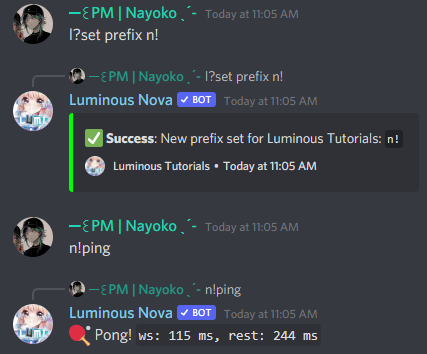 —꒰PM | Nayoko ˎˊ- Today at 11:05 AM
l?set prefix n!
—꒰PM | Nayoko ˎˊ- l?set prefix n!
Luminous Nova ✓ BOT Today at 11:05 AM
✅ Success: New prefix set for Luminous Tutorials: n!
Luminous Tutorials • Today at 11:05 AM
—꒰PM | Nayoko ˎˊ- Today at 11:05 AM
n!ping
—꒰PM | Nayoko ˎˊ- n!ping
Luminous Nova ✓ BOT Today at 11:05 AM
🏓 Pong! ws: 115 ms, rest: 244 ms